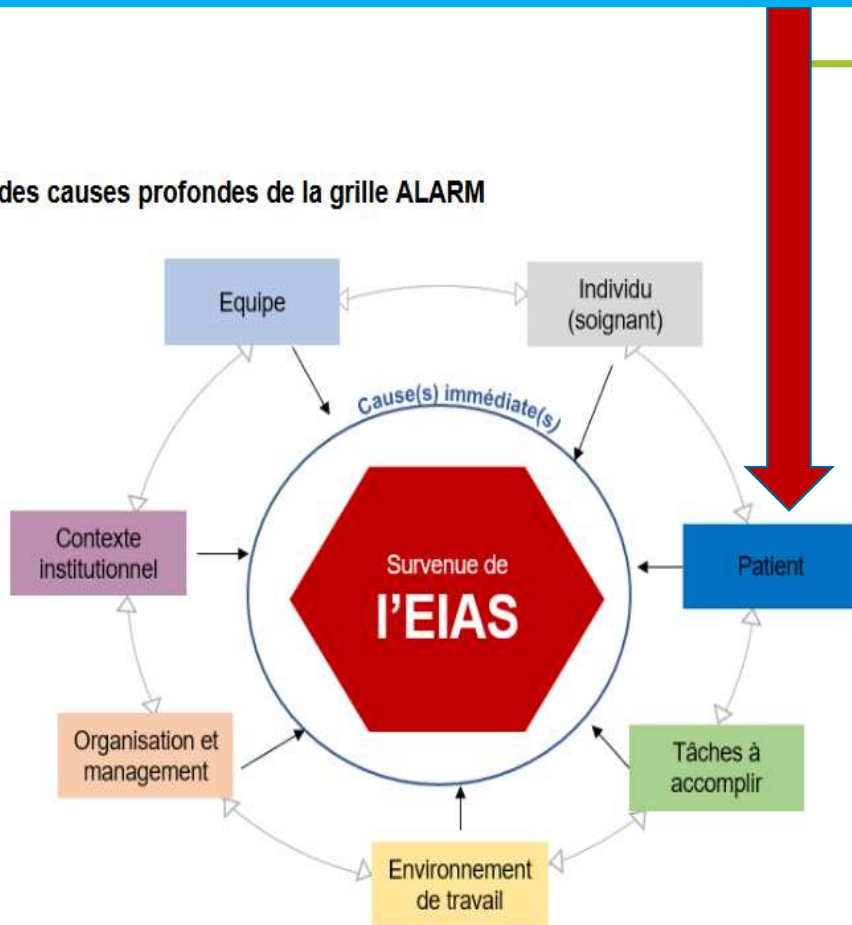 des causes profondes de la grille ALARM
Equipe
Individu
(soignant)
Cause(s) immédiate(s)
Contexte
institutionnel
Survenue de
l'EIAS
Patient
Organisation et
management
Tâches à
accomplir
Environnement
de travail